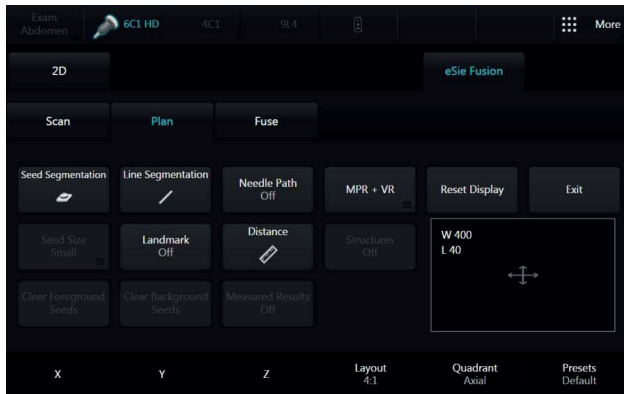 Exam
Abdomen
6C1 HD
4C1
9L4
More
2D
eSie Fusion
Scan
Plan
Fuse
Seed Segmentation
Line Segmentation
Needle Path
Off
MPR + VR
Reset Display
Exit
Seed Size
Small
Landmark
Off
Distance
Structures
Off
W 400
L 40
Clear Foreground
Seeds
Clear Background
Seeds
Measured Results
Off
X
Y
Z
Layout
4:1
Quadrant
Axial
Presets
Default